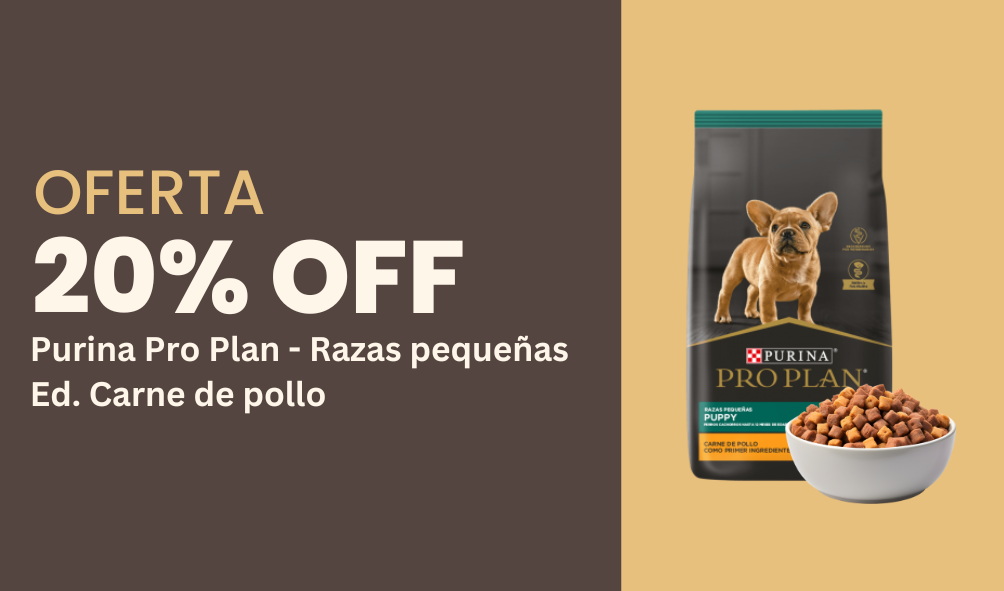 OFERTA
20% OFF
Purina Pro Plan - Razas pequeñas
Ed. Carne de pollo
PURINA®
PRO PLAN®
RAZAS PEQUEÑAS
PUPPY
CARNE DE POLLO
COMO PRIMER INGREDIENTE